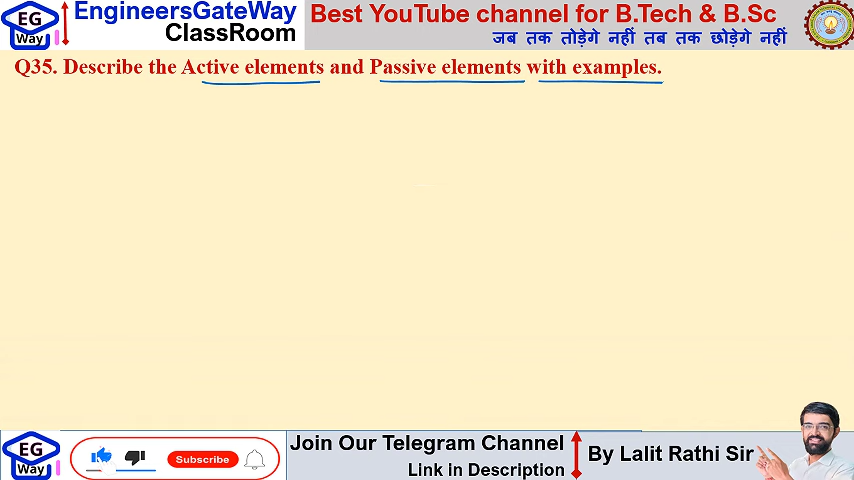 EG
Way
EngineersGateWay
ClassRoom
Best YouTube channel for B.Tech & B.Sc
जब तक तोड़ेगे नहीं तब तक छोड़ेगे नहीं
Q35. Describe the Active elements and Passive elements with examples.
EG
Way
Subscribe
Join Our Telegram Channel
Link in Description
By Lalit Rathi Sir